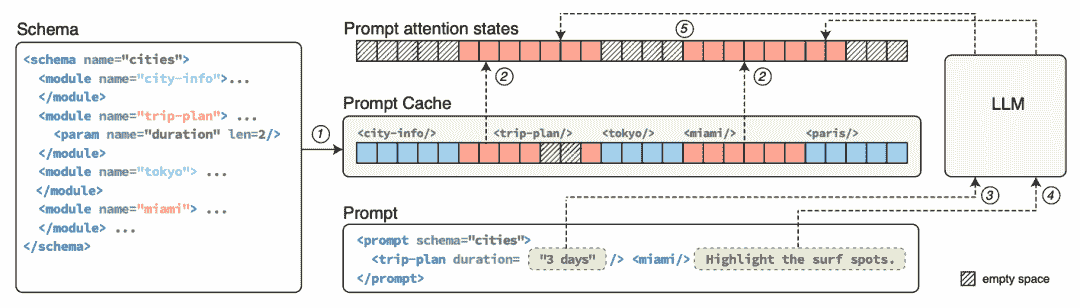 Schema
<schema name="cities">
<module name="city-info">...
</module>
<module name="trip-plan"> ...
<param name="duration" len=2/>
</module>
<module name="tokyo"> ...
</module>
<module name="miami"> ...
</module> ...
</schema>
1
Prompt attention states
5
2
2
Prompt Cache
<city-info/> <trip-plan/> <tokyo/> <miami/> <paris/>
LLM
3
4
Prompt
<prompt schema="cities">
<trip-plan duration= "3 days" /> <miami/> Highlight the surf spots.
</prompt>
empty space